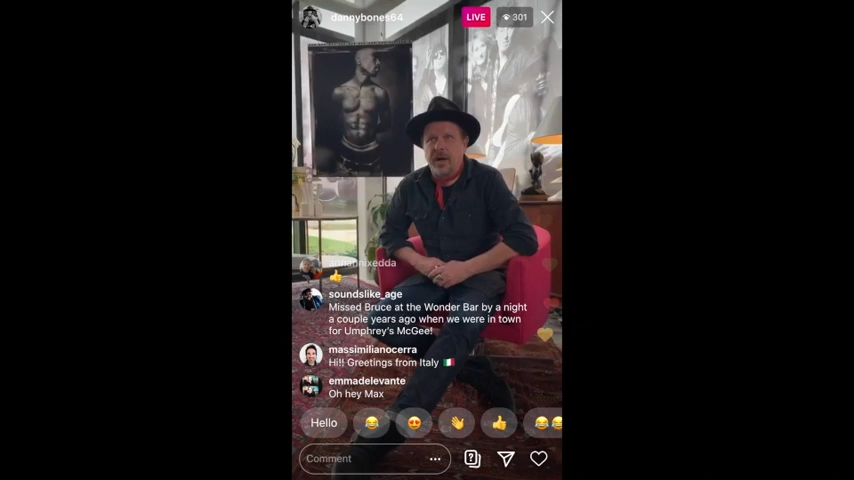 dannybones64
LIVE
301
soundslike_age
Missed Bruce at the Wonder Bar by a night
a couple years ago when we were in town
for Umphrey's McGee!
massimilianocerra
Hi!! Greetings from Italy 🇮🇹
emmadelevante
Oh hey Max
Hello
Comment